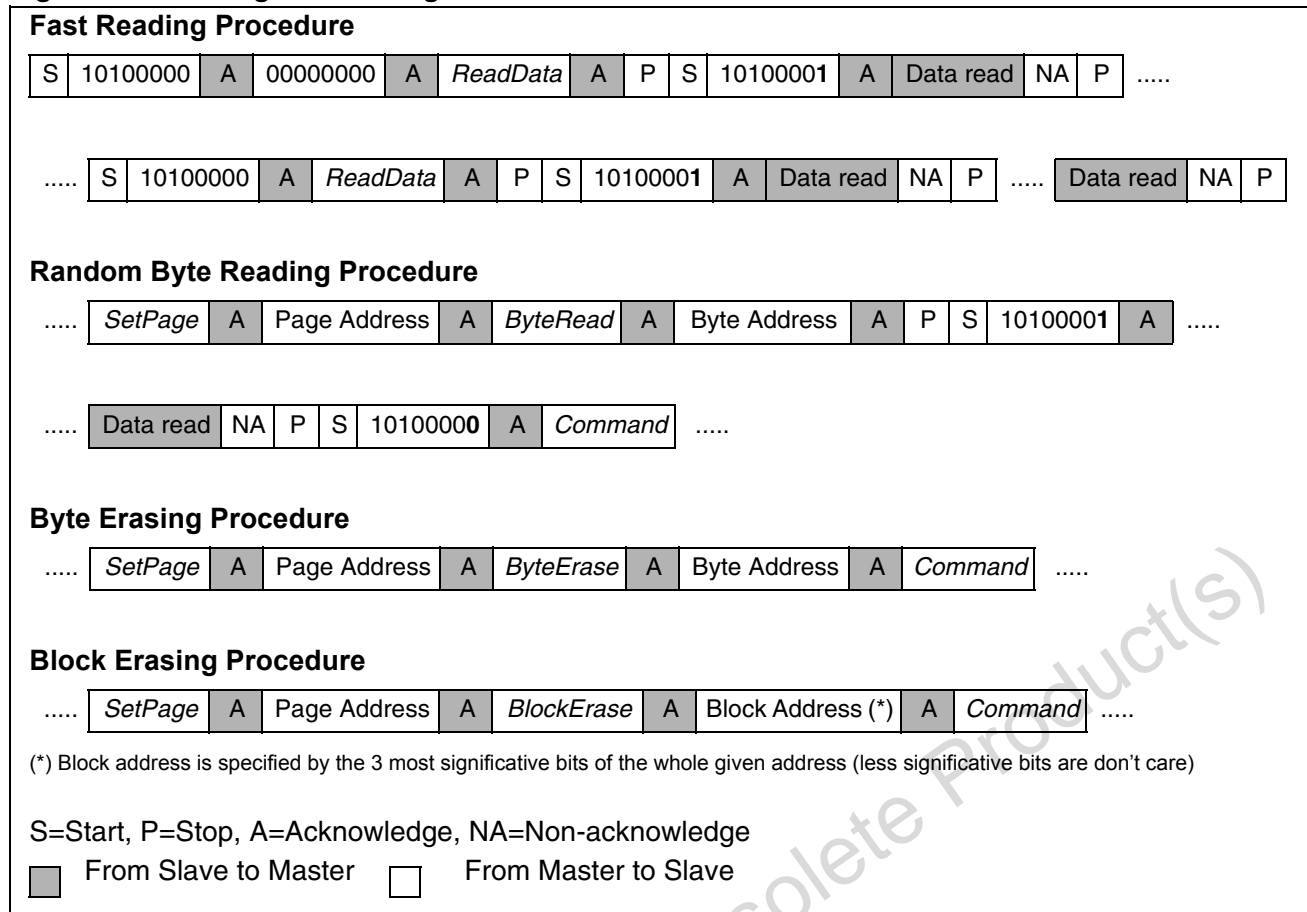 Fast Reading Procedure
S 10100000 A 00000000 A ReadData A P S 10100001 A Data read NA P .....
..... S 10100000 A ReadData A P S 10100001 A Data read NA P ..... Data read NA P
Random Byte Reading Procedure
..... SetPage A Page Address A ByteRead A Byte Address A P S 10100001 A .....
..... Data read NA P S 10100000 A Command .....
Byte Erasing Procedure
..... SetPage A Page Address A ByteErase A Byte Address A Command .....
Block Erasing Procedure
..... SetPage A Page Address A BlockErase A Block Address (*) A Command .....
(*) Block address is specified by the 3 most significative bits of the whole given address (less significative bits are don't care)
S=Start, P=Stop, A=Acknowledge, NA=Non-acknowledge
From Slave to Master From Master to Slave
Product(s)